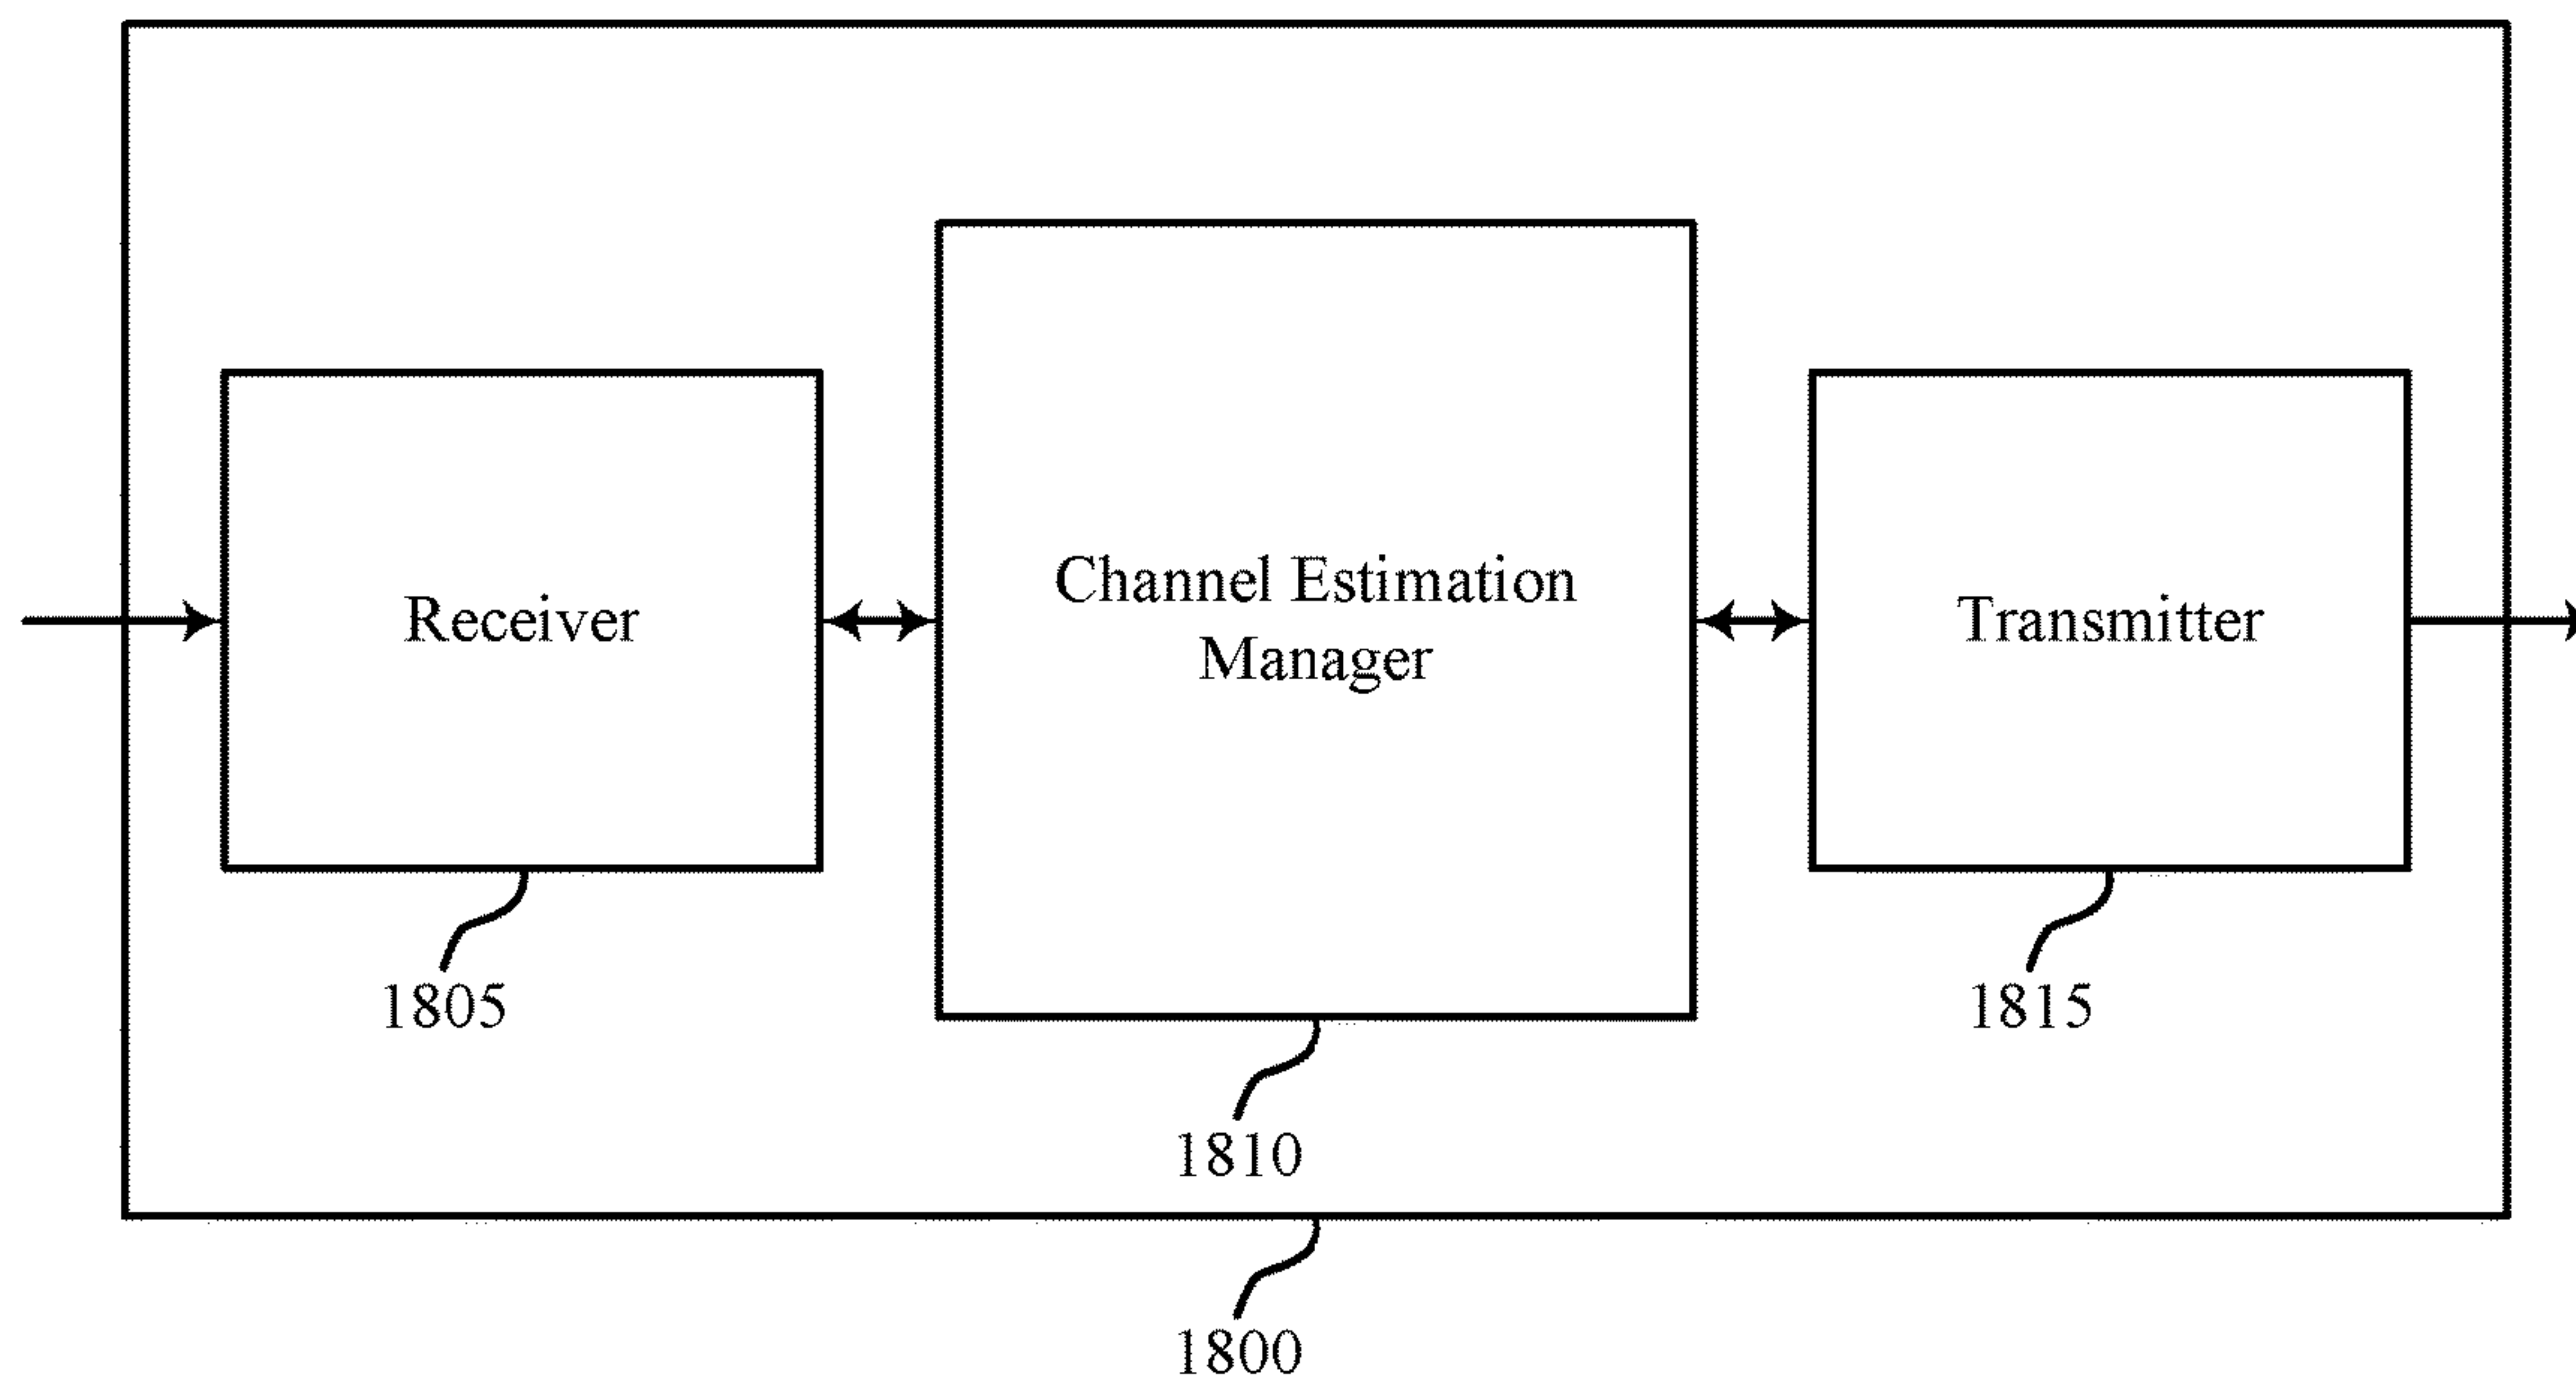 Receiver
Channel Estimation
Manager
Transmitter
1805
1815
1810
1800